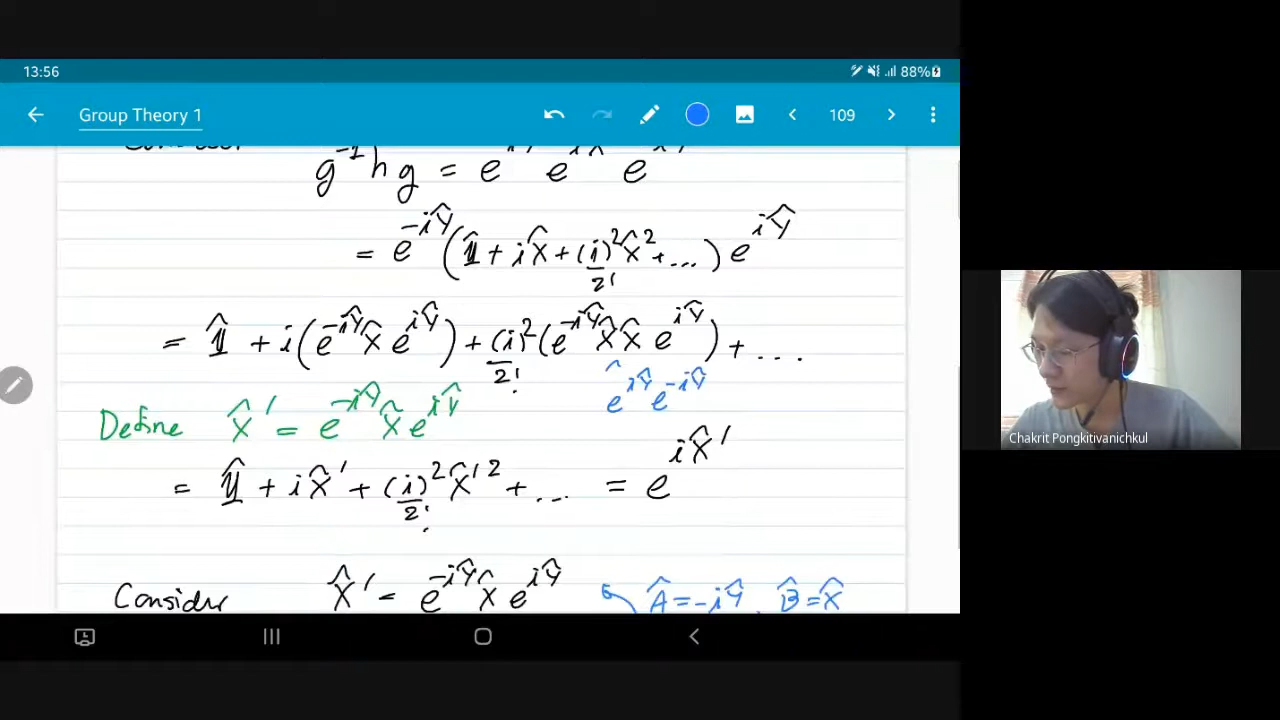 13:56 88%
Group Theory 1 109
g⁻¹ h g = e e e
= e^{-iŶ} (𝟙̂ + iX̂ + (i)²/2! X̂² + ...) e^{iŶ}
= 𝟙̂ + i(e^{-iŶ} X̂ e^{iŶ}) + (i)²/2! (e^{-iŶ} X̂ X̂ e^{iŶ}) + ....
e^{iŶ} e^{-iŶ}
Define X̂' = e^{-iŶ} X̂ e^{iŶ}
= 𝟙̂ + iX̂' + (i)²/2! X̂'² + ... = e^{iX̂'}
Consider X̂' = e^{-iŶ} X̂ e^{iŶ} Â = -iŶ, B̂ = X̂
Chakrit Pongkitivanichkul